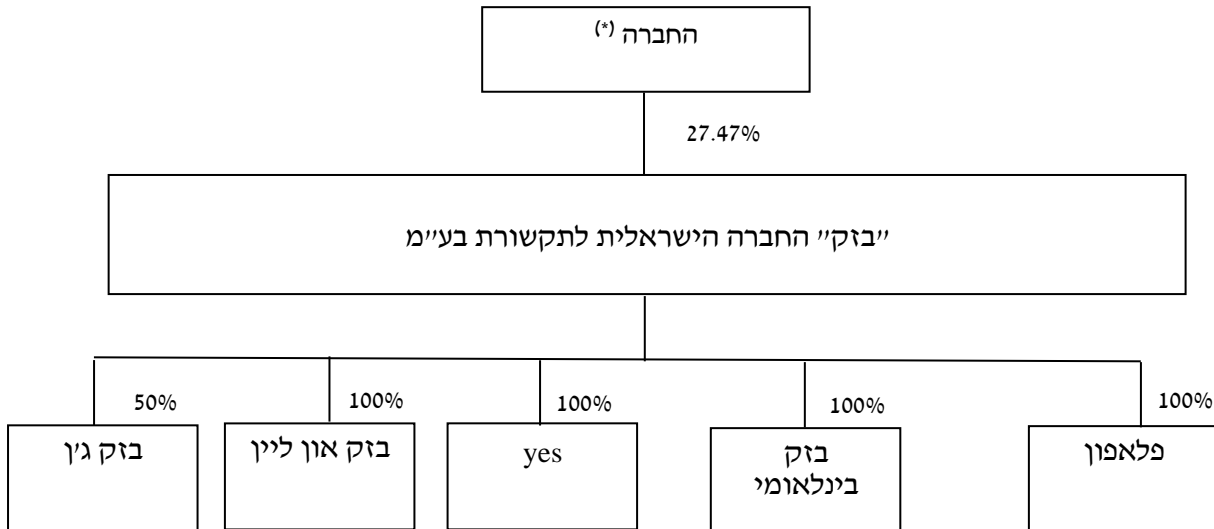 החברה (*)
27.47%
"בזק" החברה הישראלית לתקשורת בע"מ
100%
100%
100%
100%
50%
פלאפון
בזק
בינלאומי
yes
בזק און ליין
בזק ג'ן